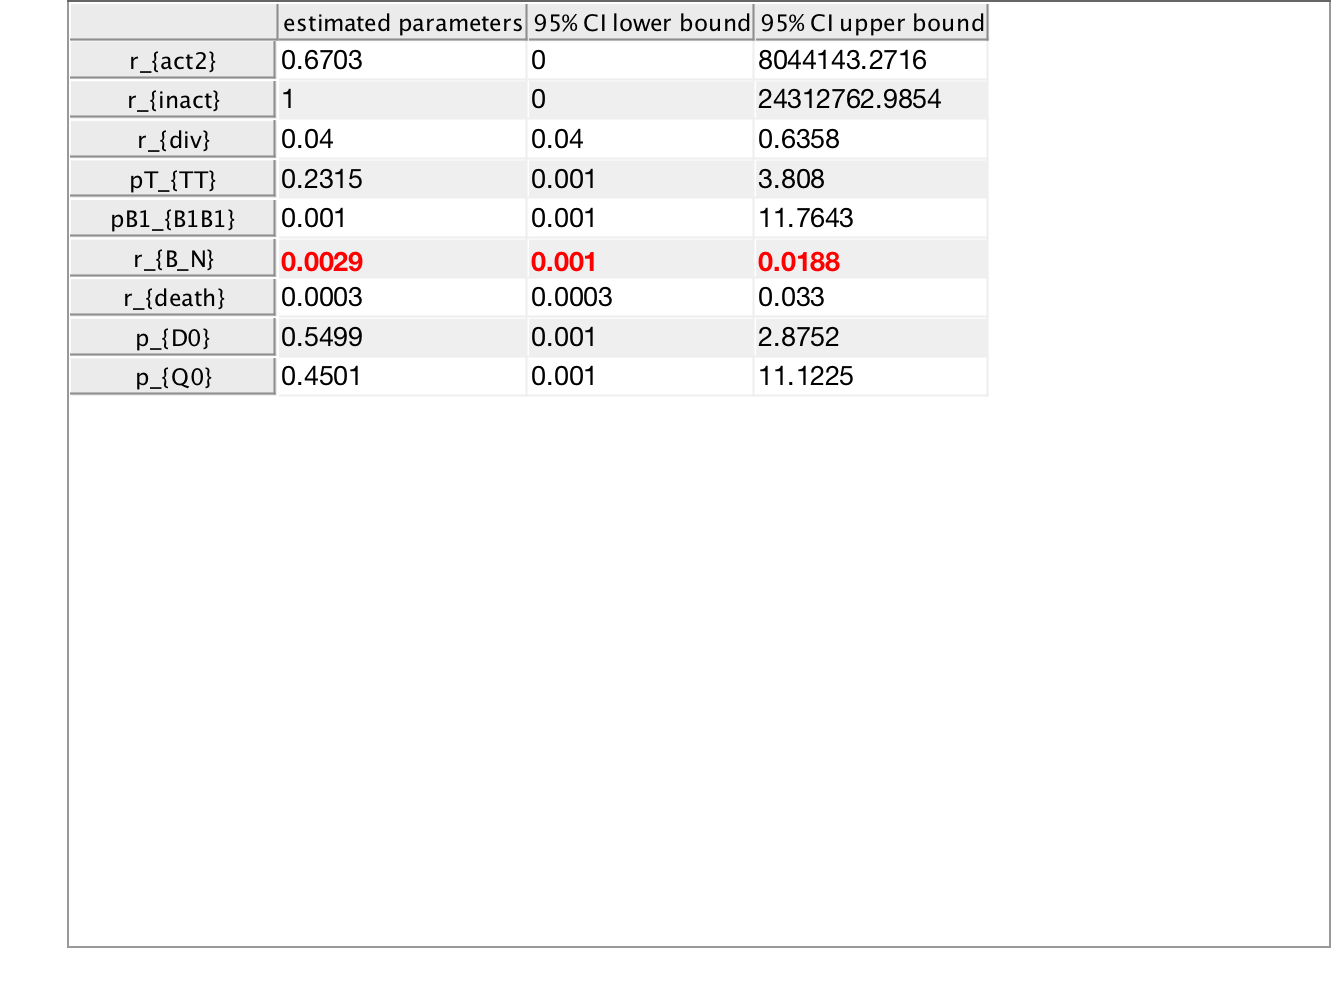 estimated parameters 95% CI lower bound 95% CI upper bound
r_{act2} 0.6703 0 8044143.2716
r_{inact} 1 0 24312762.9854
r_{div} 0.04 0.04 0.6358
pT_{TT} 0.2315 0.001 3.808
pB1_{B1B1} 0.001 0.001 11.7643
r_{B_N} 0.0029 0.001 0.0188
r_{death} 0.0003 0.0003 0.033
p_{D0} 0.5499 0.001 2.8752
p_{Q0} 0.4501 0.001 11.1225